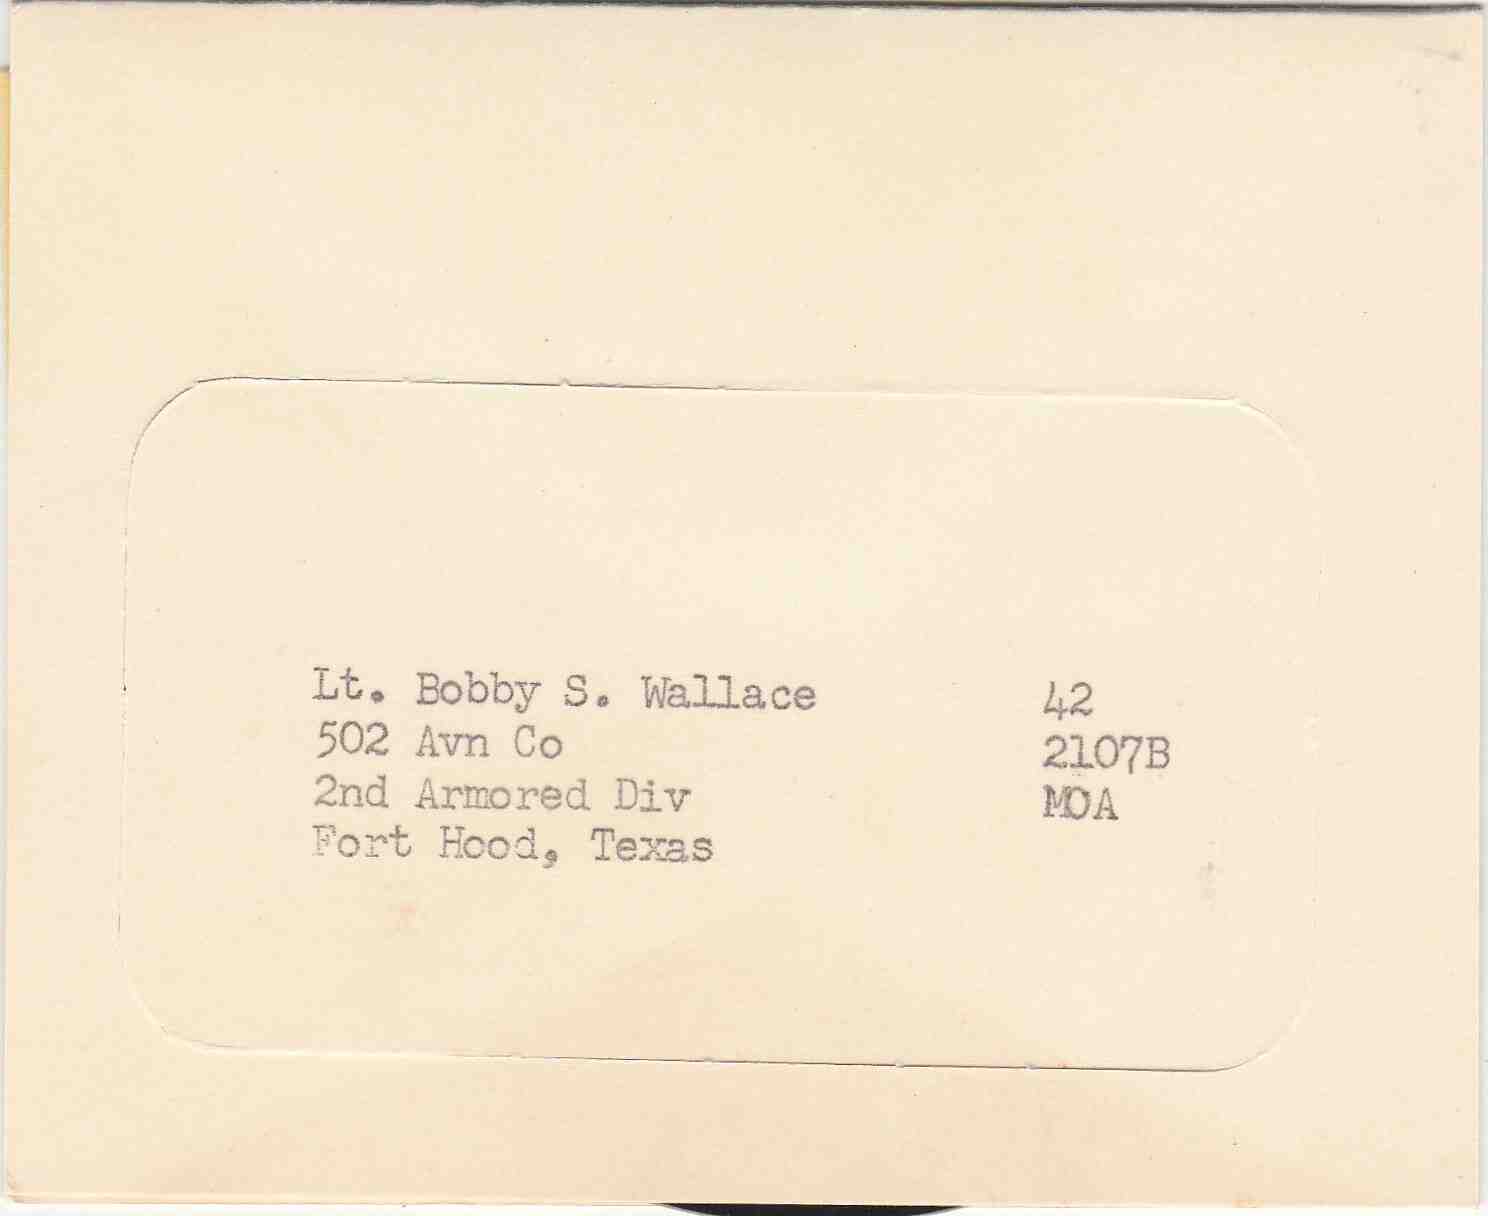 Lt. Bobby S. Wallace
502 Avn Co
2nd Armored Div
Fort Hood, Texas
42
2107B
MOA